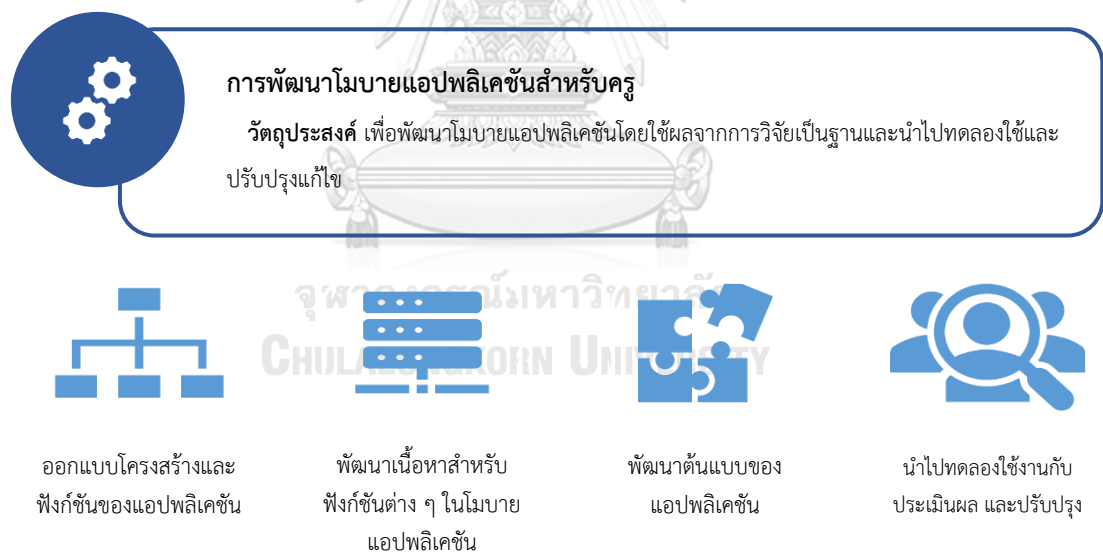 การพัฒนาโมบายแอปพลิเคชันสำหรับครู
วัตถุประสงค์ เพื่อพัฒนาโมบายแอปพลิเคชันโดยใช้ผลจากการวิจัยเป็นฐานและนำไปทดลองใช้และ
ปรับปรุงแก้ไข
จุฬาลงกรณ์มหาวิทยาลัย
CHULALONGKORN UNIVERSITY
ออกแบบโครงสร้างและ
ฟังก์ชันของแอปพลิเคชัน
พัฒนาเนื้อหาสำหรับ
ฟังก์ชันต่าง ๆ ในโมบาย
แอปพลิเคชัน
พัฒนาต้นแบบของ
แอปพลิเคชัน
นำไปทดลองใช้งานกับ
ประเมินผล และปรับปรุง